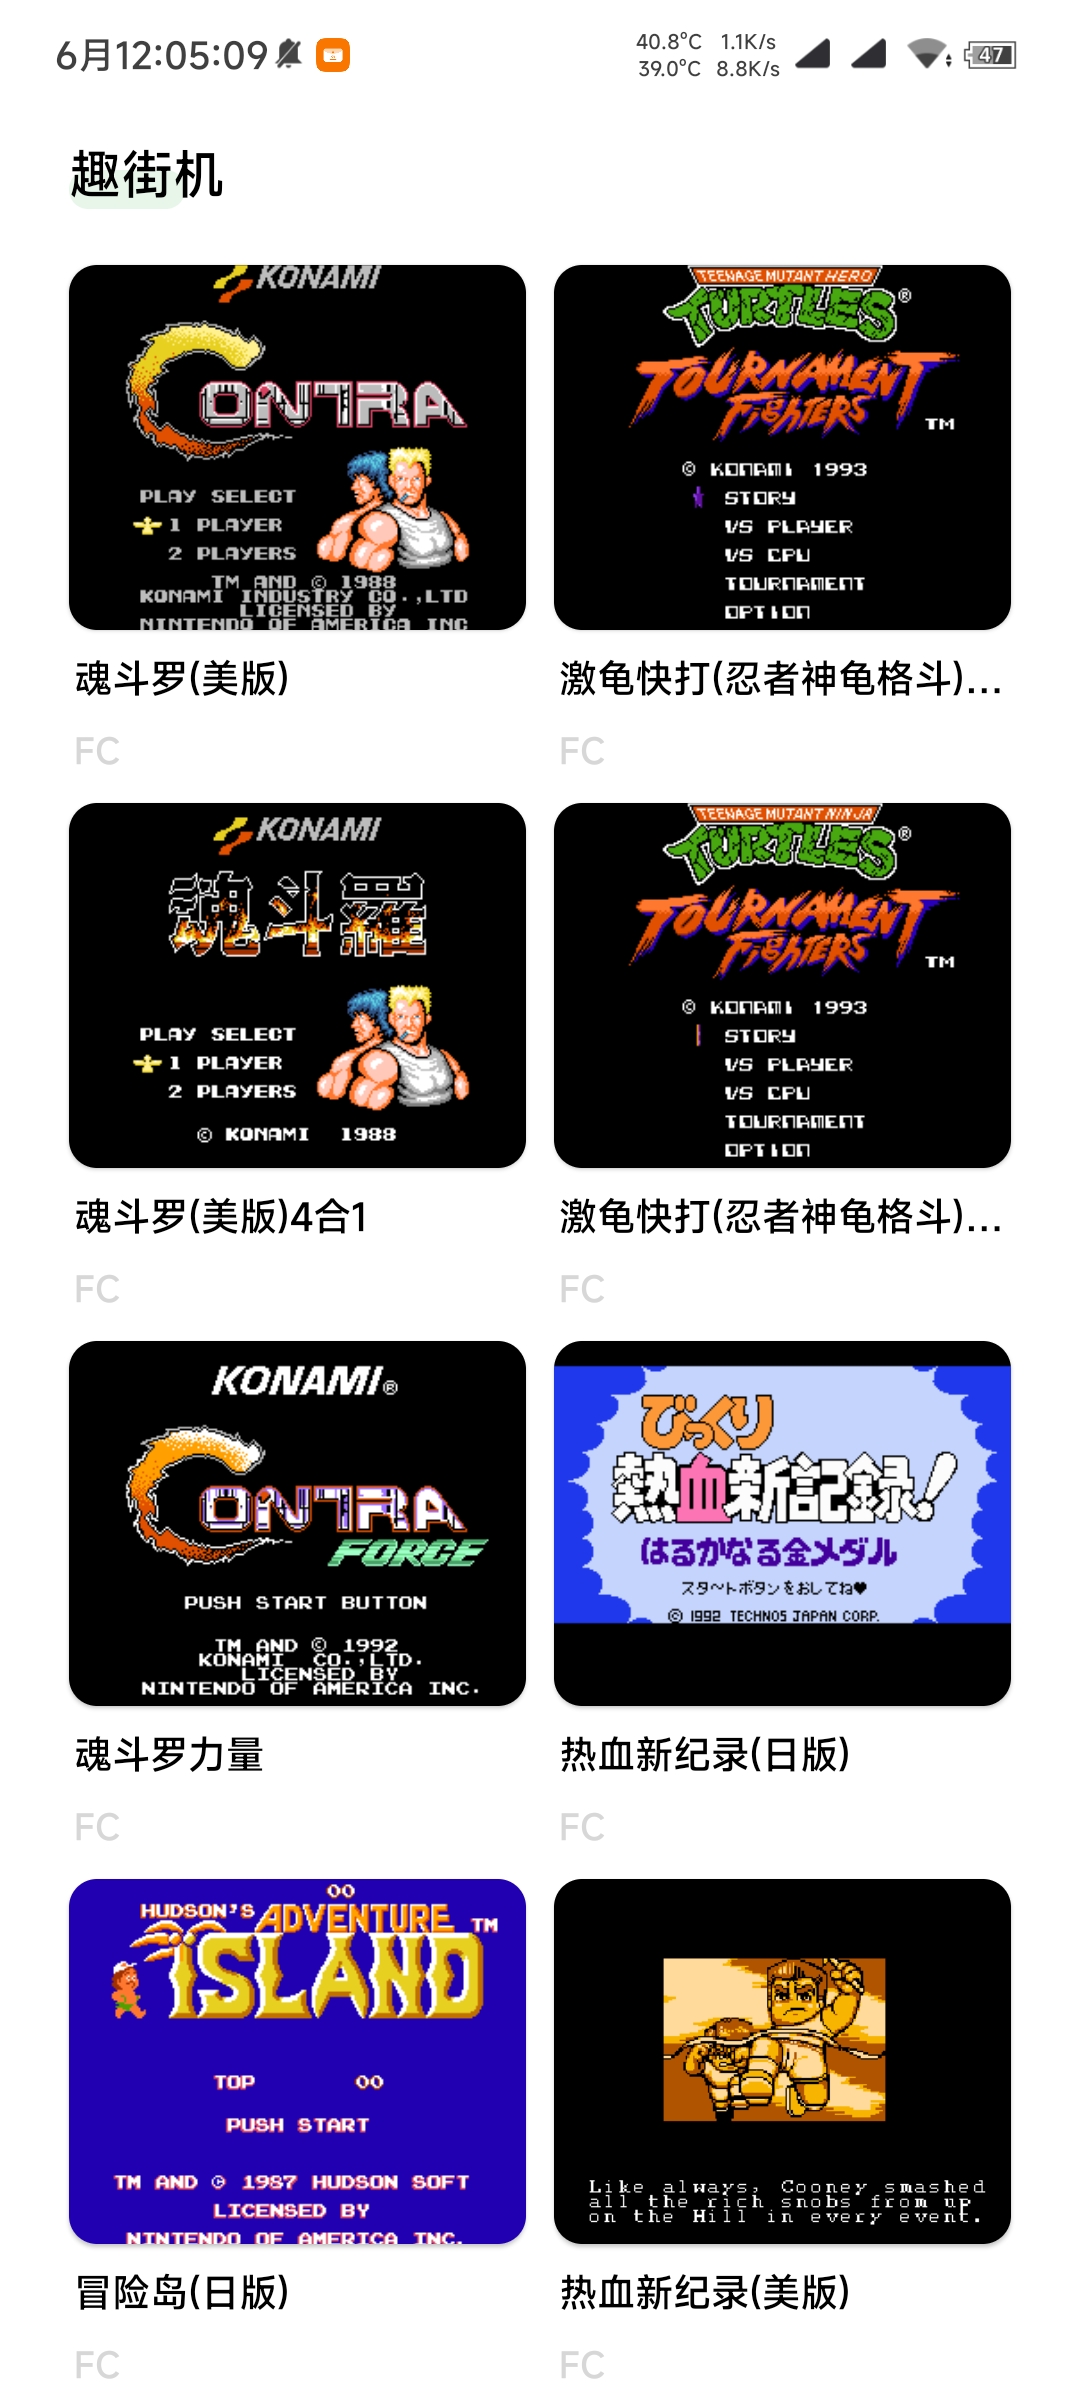 6月12:05:09
40.8°C 1.1K/s
39.0°C 8.8K/s
47
趣街机
KONAMI
CONTRA
PLAY SELECT
1 PLAYER
2 PLAYERS
TM AND © 1988
KONAMI INDUSTRY CO.,LTD
LICENSED BY
NINTENDO OF AMERICA INC
魂斗罗(美版)
FC
TEENAGE MUTANT HERO
TURTLES®
TOURNAMENT
FIGHTERS TM
© KONAMI 1993
STORY
VS PLAYER
VS CPU
TOURNAMENT
OPTION
激龟快打(忍者神龟格斗)...
FC
KONAMI
魂斗羅
PLAY SELECT
1 PLAYER
2 PLAYERS
© KONAMI 1988
魂斗罗(美版)4合1
FC
TEENAGE MUTANT NINJA
TURTLES®
TOURNAMENT
FIGHTERS TM
© KONAMI 1993
STORY
VS PLAYER
VS CPU
TOURNAMENT
OPTION
激龟快打(忍者神龟格斗)...
FC
KONAMI®
CONTRA
FORCE
PUSH START BUTTON
TM AND © 1992
KONAMI CO.,LTD.
LICENSED BY
NINTENDO OF AMERICA INC.
魂斗罗力量
FC
びっくり
熱血新記録!
はるかなる金メダル
スタートボタンをおしてね♥
© 1992 TECHNOS JAPAN CORP.
热血新纪录(日版)
FC
00
HUDSON'S ADVENTURE TM
ISLAND
TOP 00
PUSH START
TM AND © 1987 HUDSON SOFT
LICENSED BY
NINTENDO OF AMERICA INC.
冒险岛(日版)
FC
Like always, Cooney smashed
all the rich snobs from up
on the Hill in every event.
热血新纪录(美版)
FC